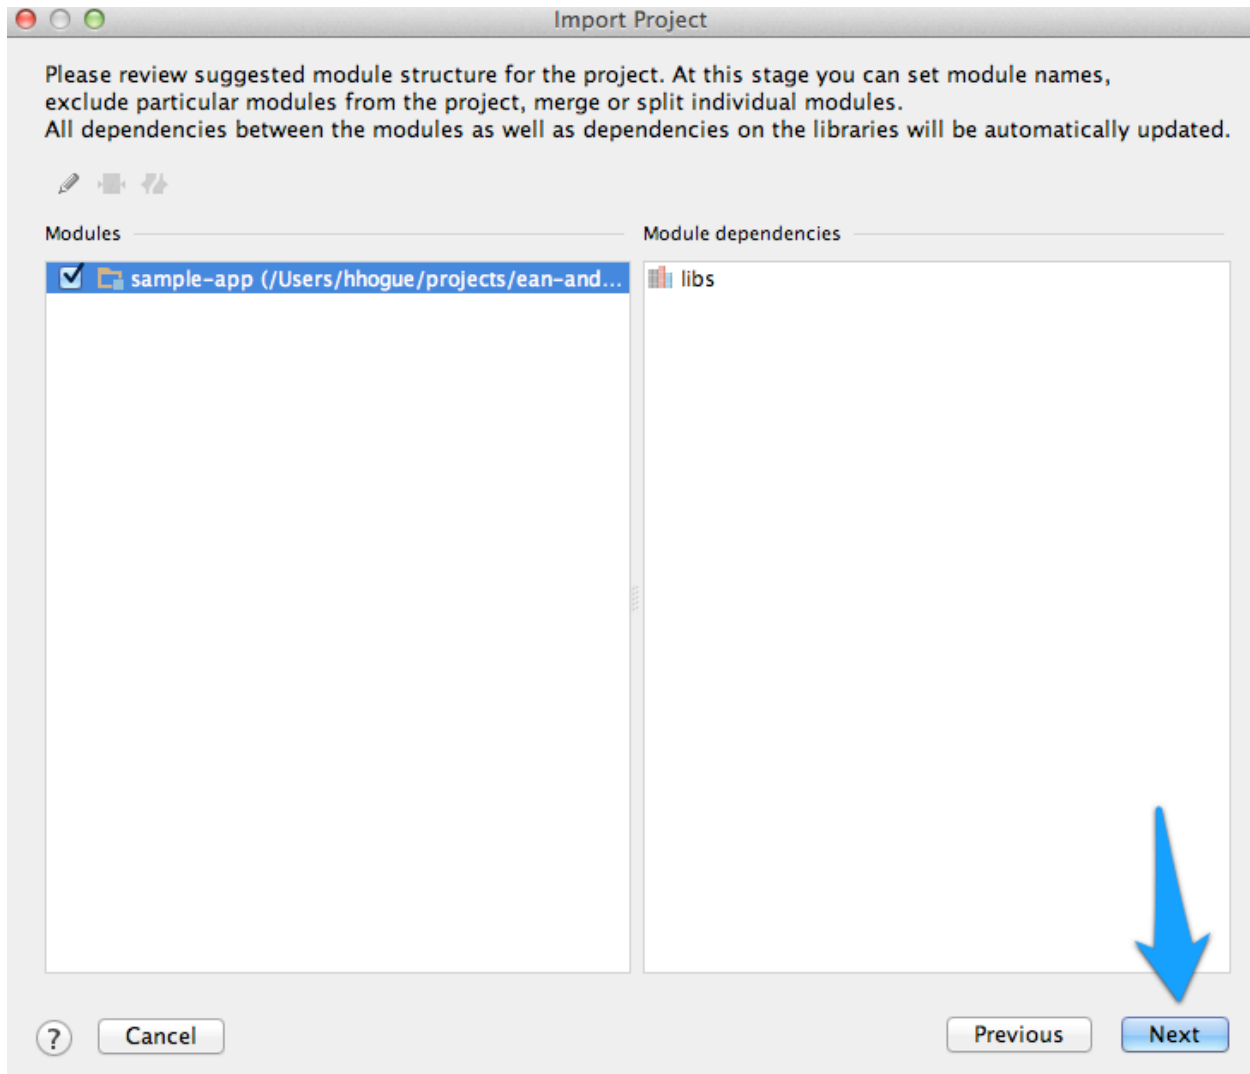 Import Project
Please review suggested module structure for the project. At this stage you can set module names,
exclude particular modules from the project, merge or split individual modules.
All dependencies between the modules as well as dependencies on the libraries will be automatically updated.
Modules
Module dependencies
sample-app (/Users/hhogue/projects/ean-and...
libs
?
Cancel
Previous
Next